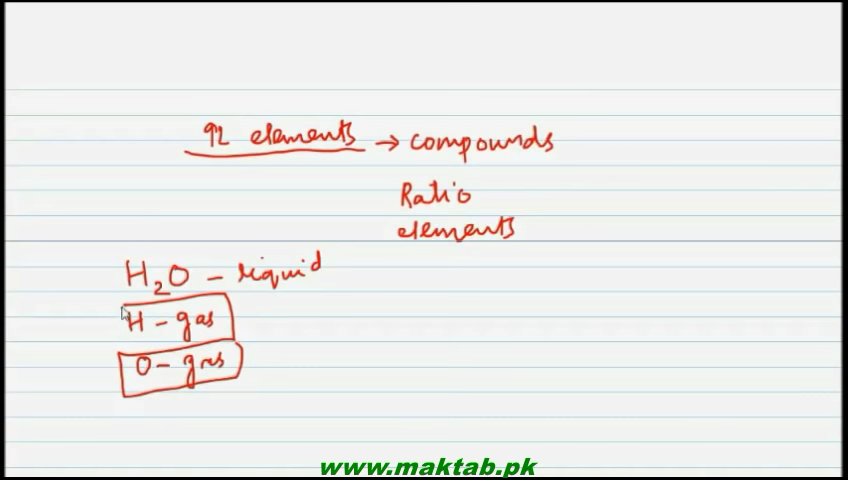 92 elements → compounds
Ratio
elements
H₂O – liquid
H – gas
O – gas
www.maktab.pk